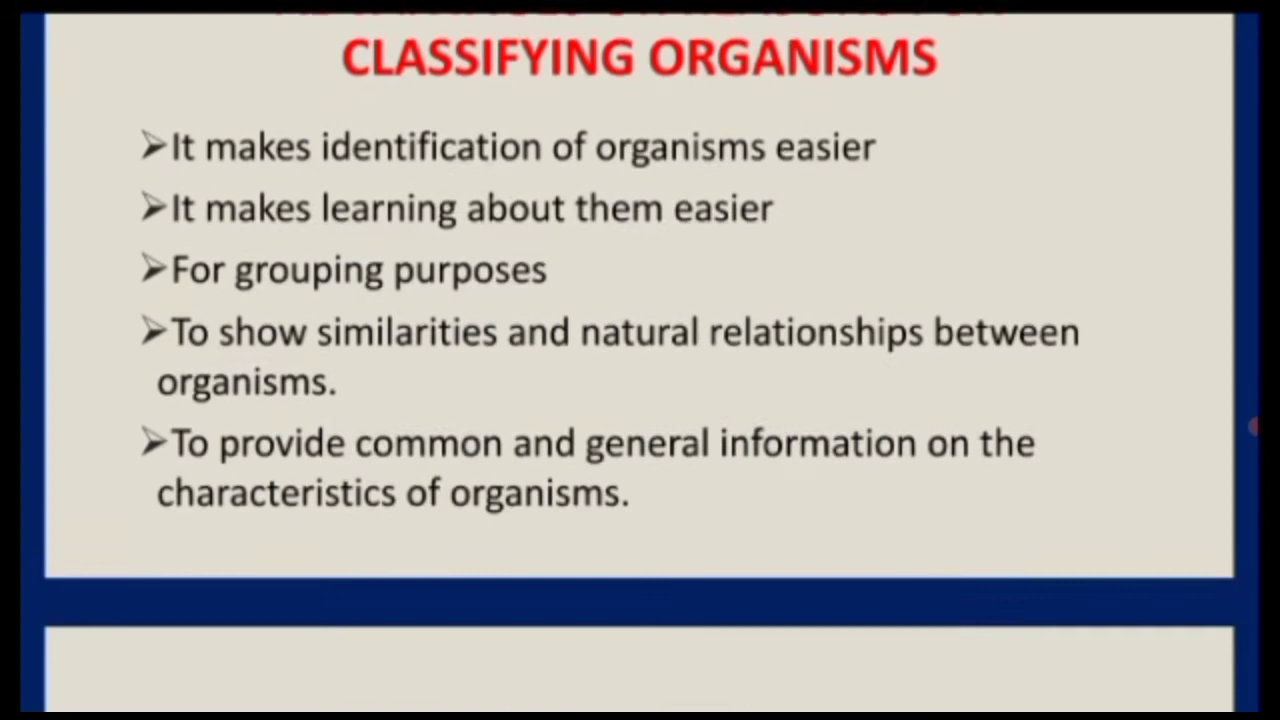 CLASSIFYING ORGANISMS
➢It makes identification of organisms easier
➢It makes learning about them easier
➢For grouping purposes
➢To show similarities and natural relationships between
organisms.
➢To provide common and general information on the
characteristics of organisms.